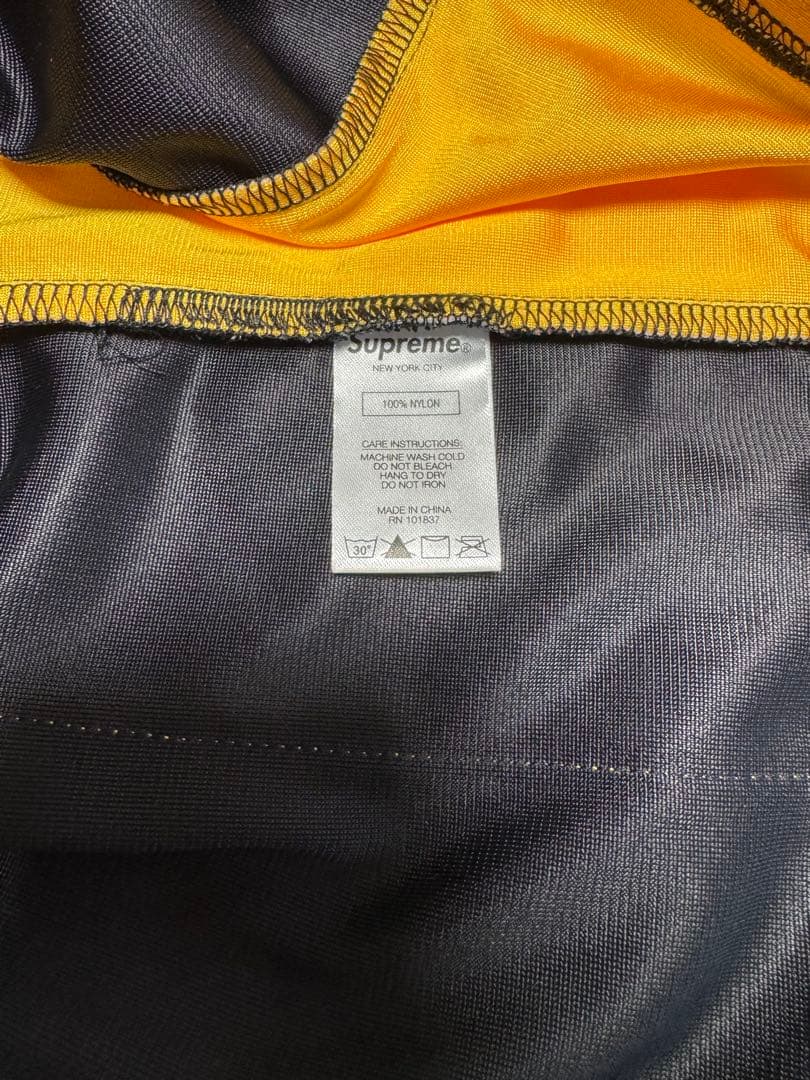 Supreme®
NEW YORK CITY
100% NYLON
CARE INSTRUCTIONS:
MACHINE WASH COLD
DO NOT BLEACH
HANG TO DRY
DO NOT IRON
MADE IN CHINA
RN 101837
30°